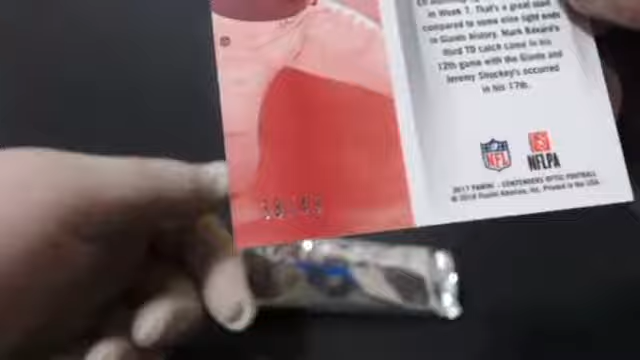 in Week 7. That's a great start
compared to some elite tight ends
in Giants history. Mark Bavaro's
third TD catch came in his
12th game with the Giants and
Jeremy Shockey's occurred
in his 17th.
NFL
NFLPA
2017 PANINI - CONTENDERS OPTIC FOOTBALL
© 2018 Panini America, Inc. Printed in the USA.